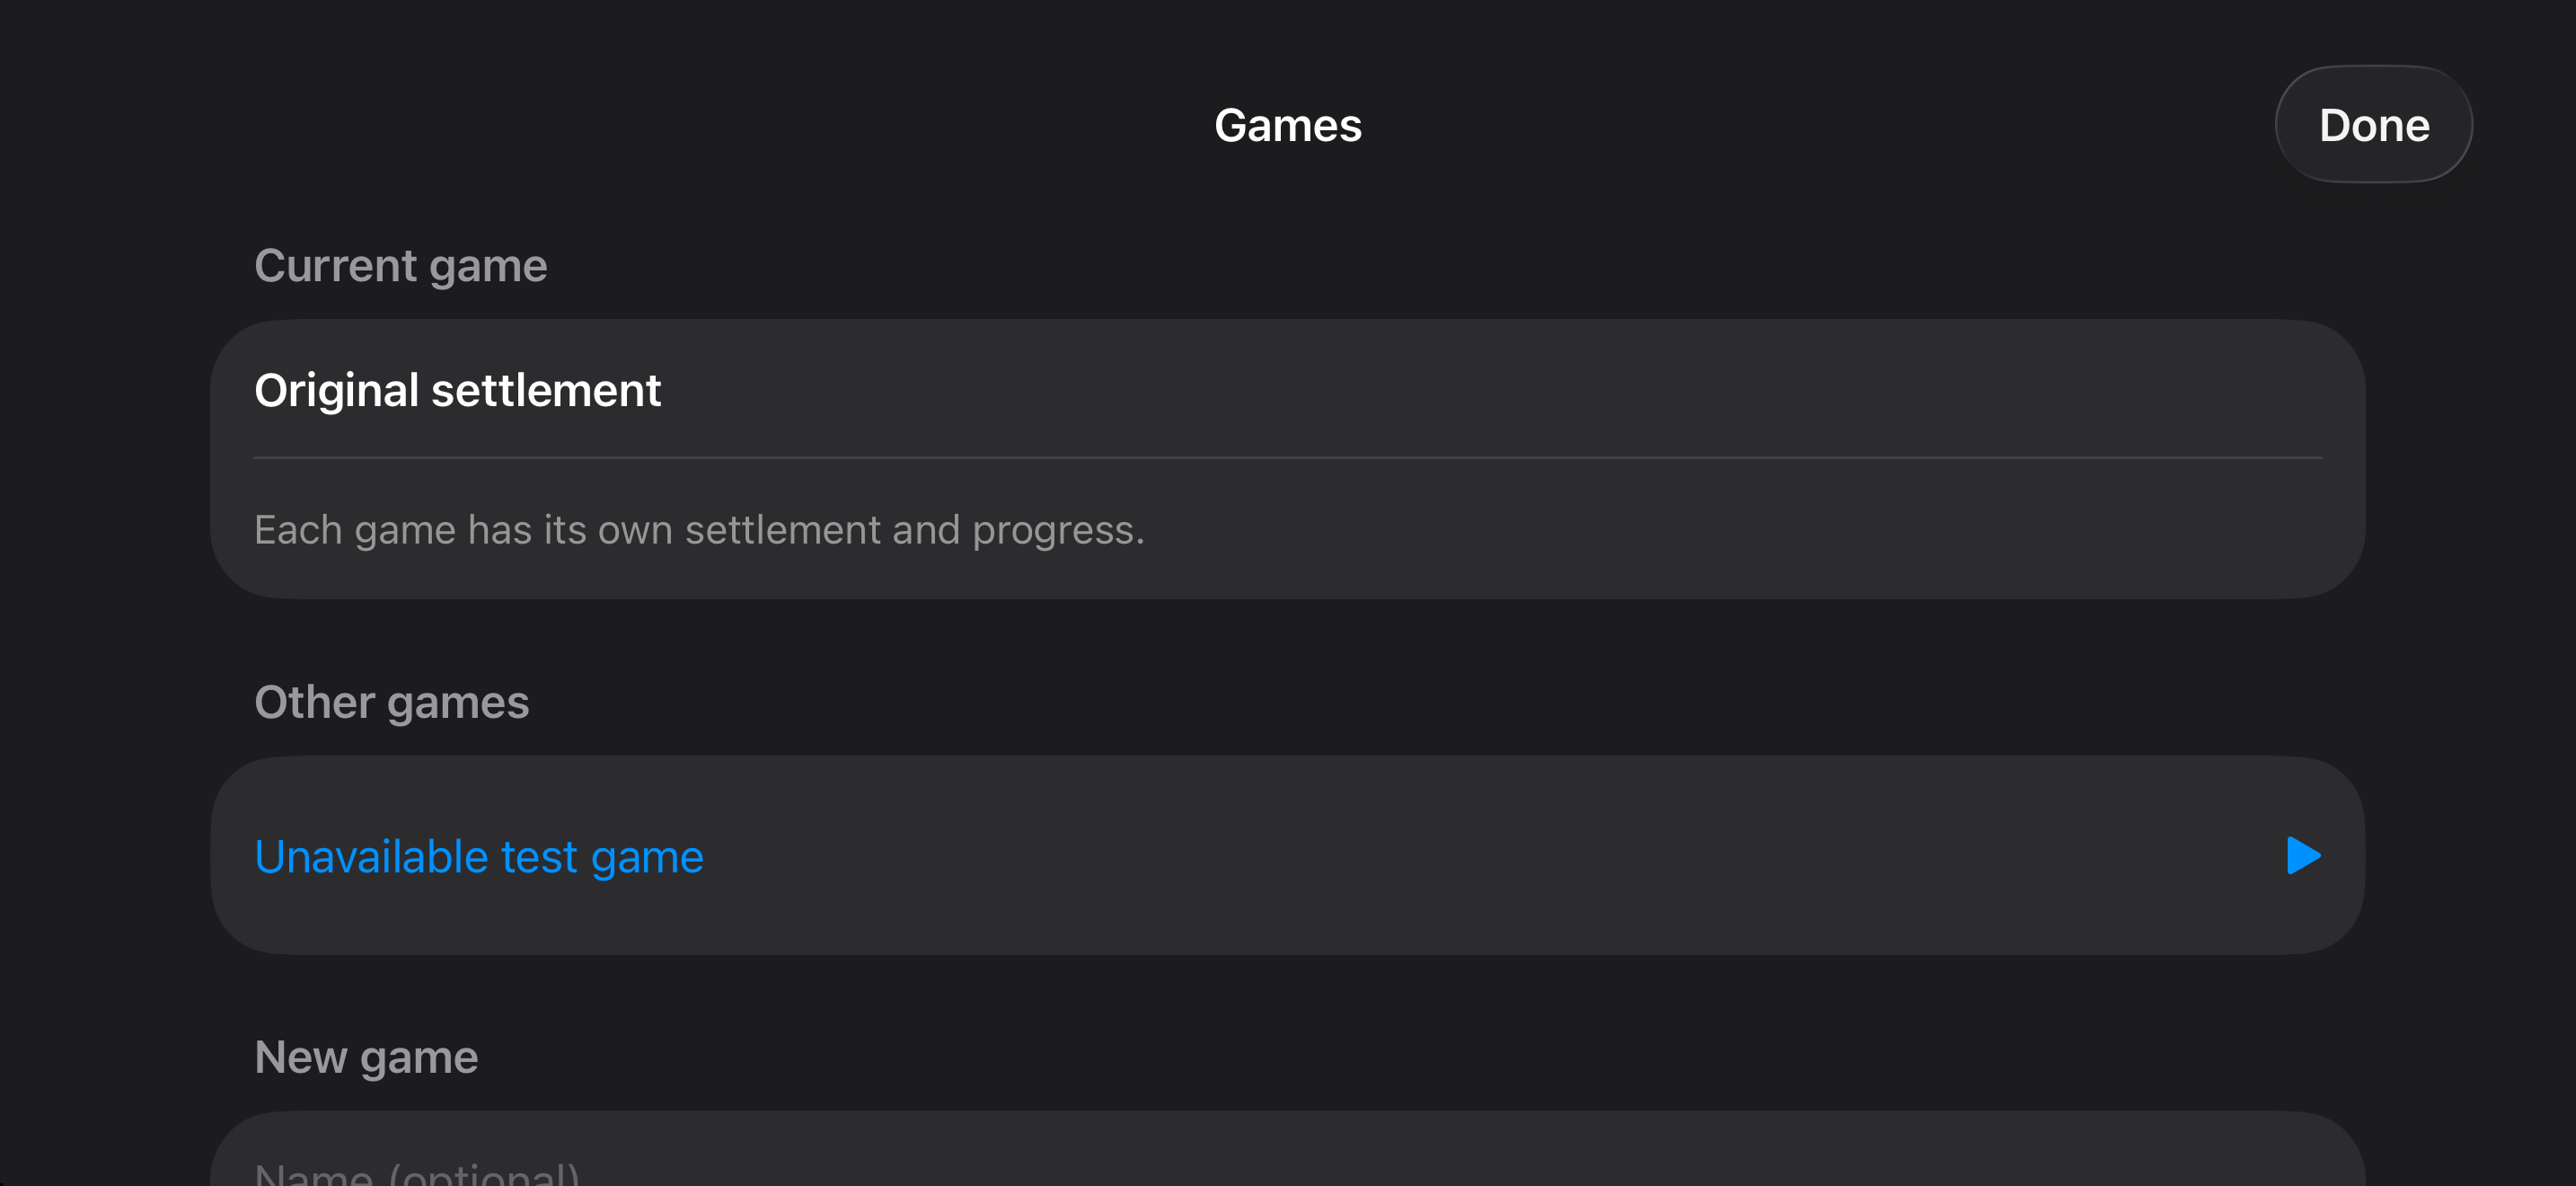 Games
Done
Current game
Original settlement
Each game has its own settlement and progress.
Other games
Unavailable test game
New game
Name (optional)